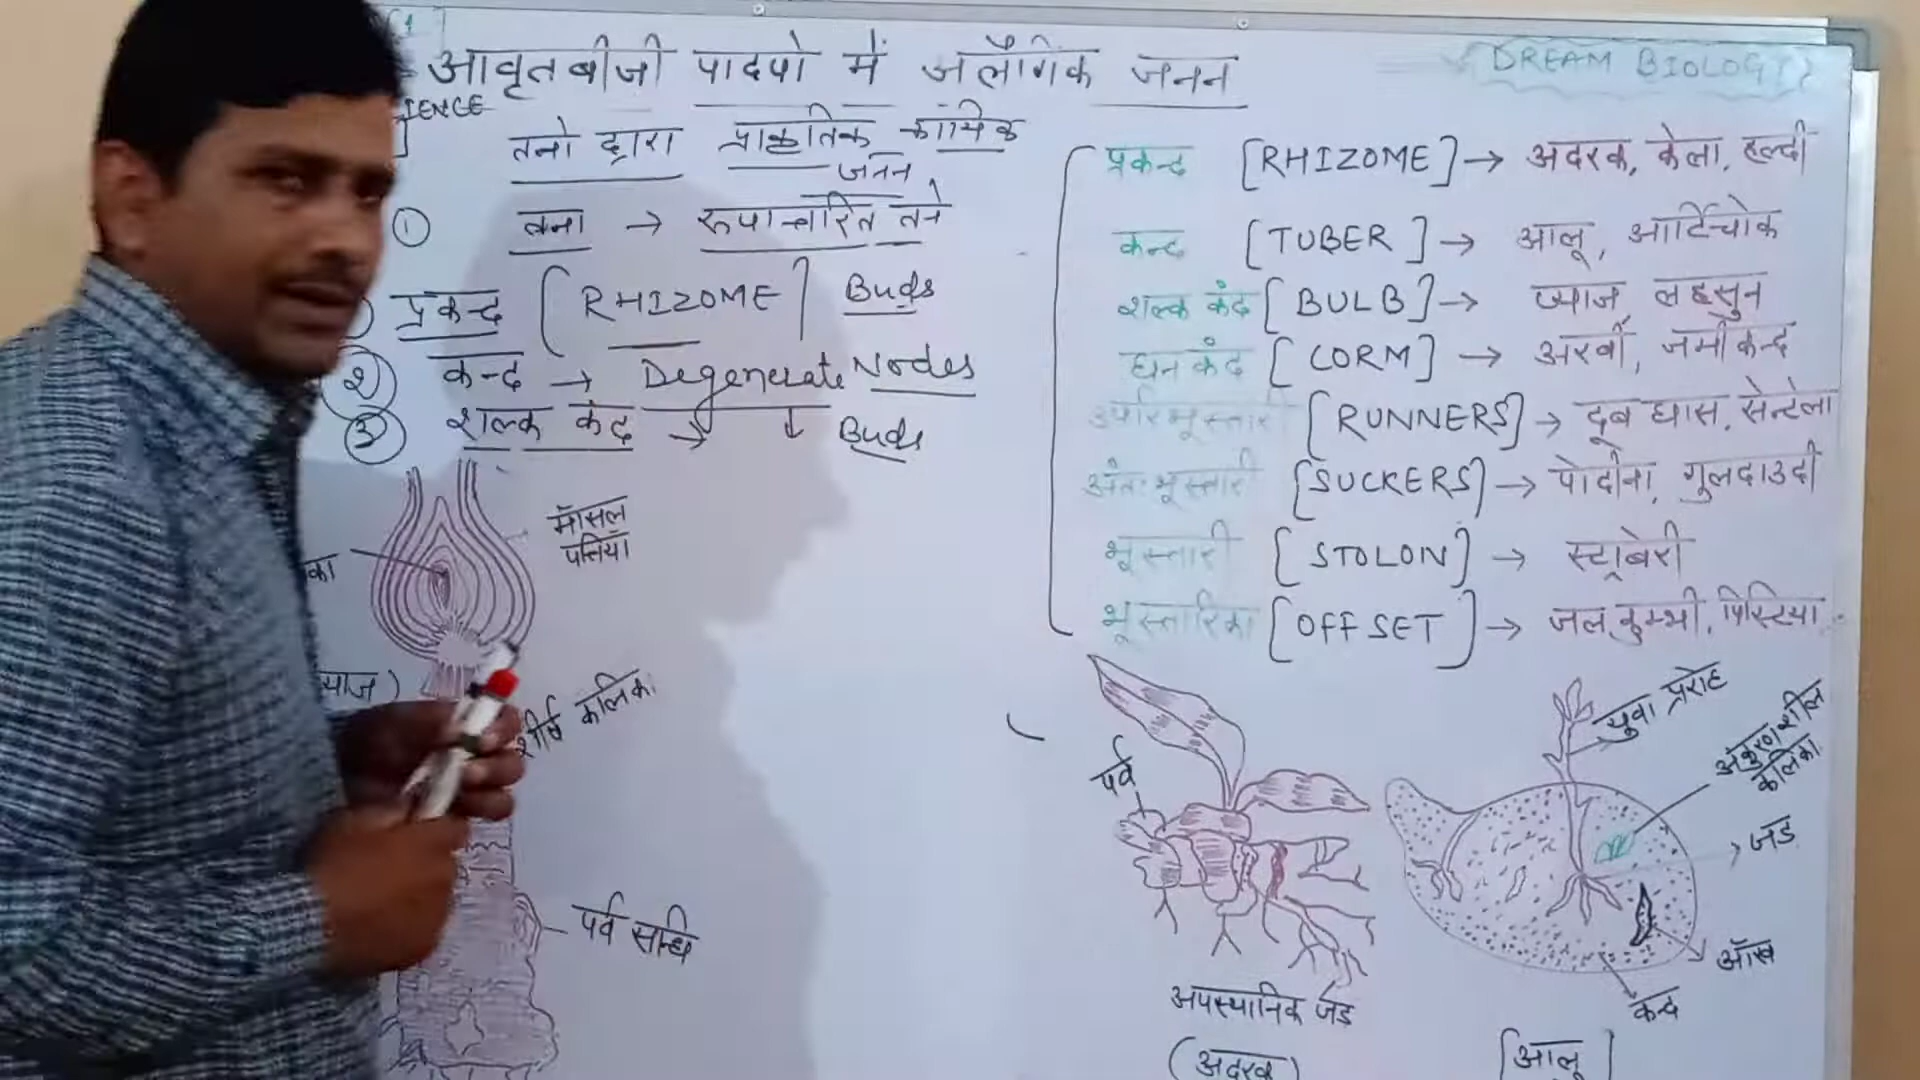 आवृतबीजी पादपो में अलैंगिक जनन
DREAM BIOLOGY
IENCE
तनो द्वारा प्राकृतिक कायिक
जनन
① तना → रूपान्तरित तने
प्रकन्द [RHIZOME] Buds
② कन्द → Degenerate Nodes
③ शल्क कंद → ↓ Buds
प्रकन्द [RHIZOME] → अदरक, केला, हल्दी
कन्द [TUBER] → आलू, आर्टिचोक
शल्क कंद [BULB] → प्याज, लहसुन
घन कंद [CORM] → अरवी, जमीकन्द
उपरिभूस्तारी [RUNNERS] → दूब घास, सेन्टेला
अंतःभूस्तारी [SUCKERS] → पोदीना, गुलदाउदी
भूस्तारी [STOLON] → स्ट्राबेरी
भूस्तारिका [OFFSET] → जल कुम्भी, पिस्टिया
माँसल
पत्तियाँ
का
याज)
शीर्ष कलिका
पर्व सन्धि
पर्व
अपस्थानिक जड
(अदरक)
युवा प्ररोह
अंकुरणशील
कलिका
जड
आँख
कन्द
[आलू]